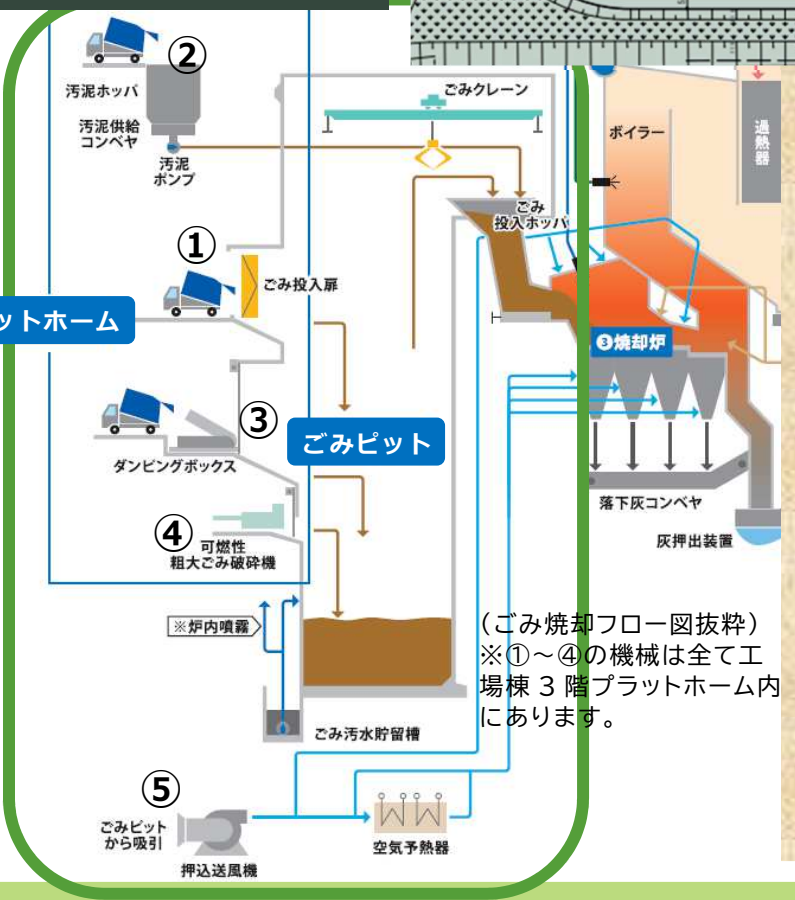 ②
汚泥ホッパ
汚泥供給
コンベヤ
汚泥
ポンプ
ごみクレーン
ボイラー
過熱器
ごみ
投入ホッパ
①
ごみ投入扉
ットホーム
❸焼却炉
③
ごみピット
ダンピングボックス
落下灰コンベヤ
④
可燃性
粗大ごみ破砕機
灰押出装置
※炉内噴霧
(ごみ焼却フロー図抜粋)
※①～④の機械は全て工
場棟3階プラットホーム内
にあります。
ごみ汚水貯留槽
⑤
ごみピット
から吸引
押込送風機
空気予熱器